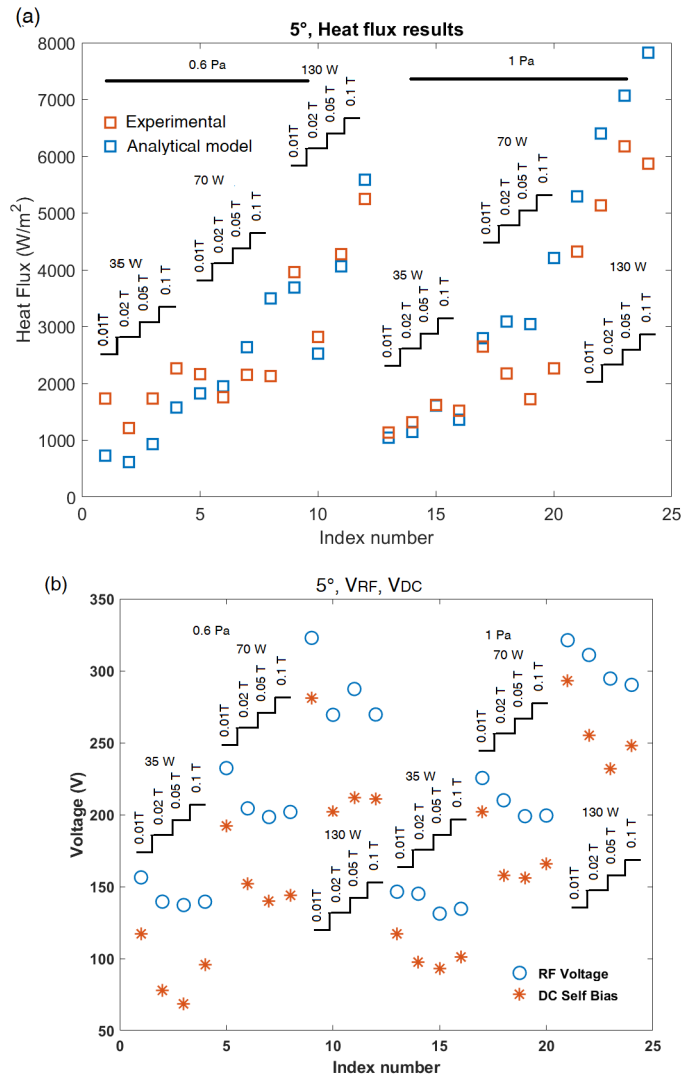 (a)
5°, Heat flux results
8000
7000
6000
5000
4000
3000
2000
1000
0
Heat Flux (W/m²)
0.6 Pa
1 Pa
Experimental
Analytical model
35 W
0.01T
0.02 T
0.05 T
0.1 T
70 W
0.01T
0.02 T
0.05 T
0.1 T
130 W
0.01T
0.02 T
0.05 T
0.1 T
35 W
0.01T
0.02 T
0.05 T
0.1 T
70 W
0.01T
0.02 T
0.05 T
0.1 T
130 W
0.01T
0.02 T
0.05 T
0.1 T
0 5 10 15 20 25
Index number
(b)
5°, VRF, VDC
350
300
250
200
150
100
50
Voltage (V)
0.6 Pa
1 Pa
35 W
0.01T
0.02 T
0.05 T
0.1 T
70 W
0.01T
0.02 T
0.05 T
0.1 T
130 W
0.01T
0.02 T
0.05 T
0.1 T
35 W
0.01T
0.02 T
0.05 T
0.1 T
70 W
0.01T
0.02 T
0.05 T
0.1 T
130 W
0.01T
0.02 T
0.05 T
0.1 T
RF Voltage
DC Self Bias
0 5 10 15 20 25
Index number